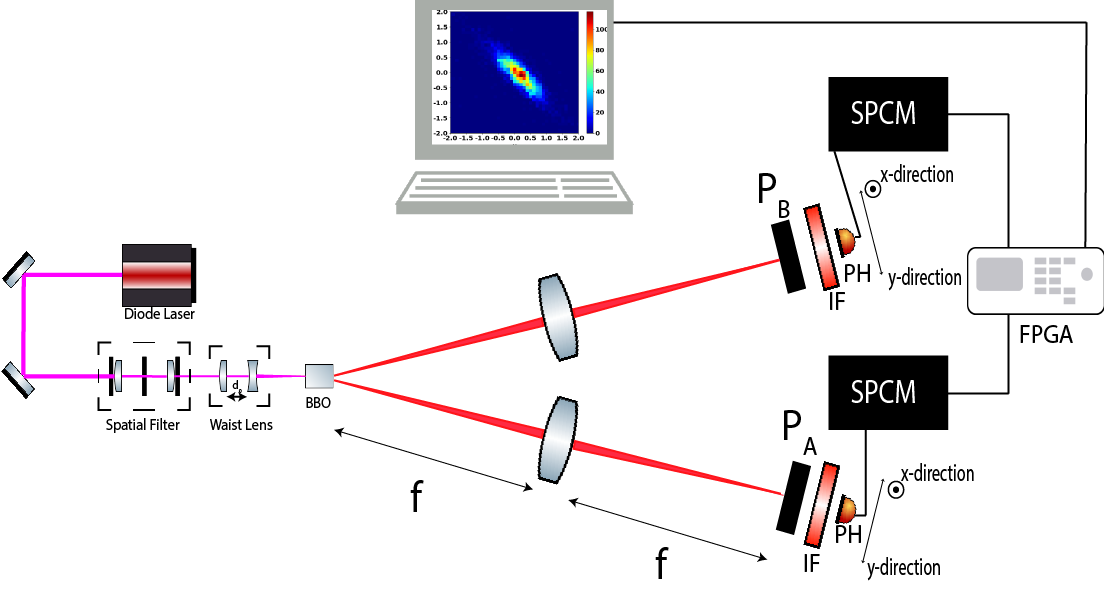 2.0
1.5
1.0
0.5
0.0
-0.5
-1.0
-1.5
-2.0
-2.0 -1.5 -1.0 -0.5 0.0 0.5 1.0 1.5 2.0
100
80
60
40
20
0
SPCM
x-direction
P
B
y-direction
PH
IF
FPGA
Diode Laser
Spatial Filter
Waist Lens
BBO
SPCM
P
A
x-direction
PH
IF
y-direction
f
f